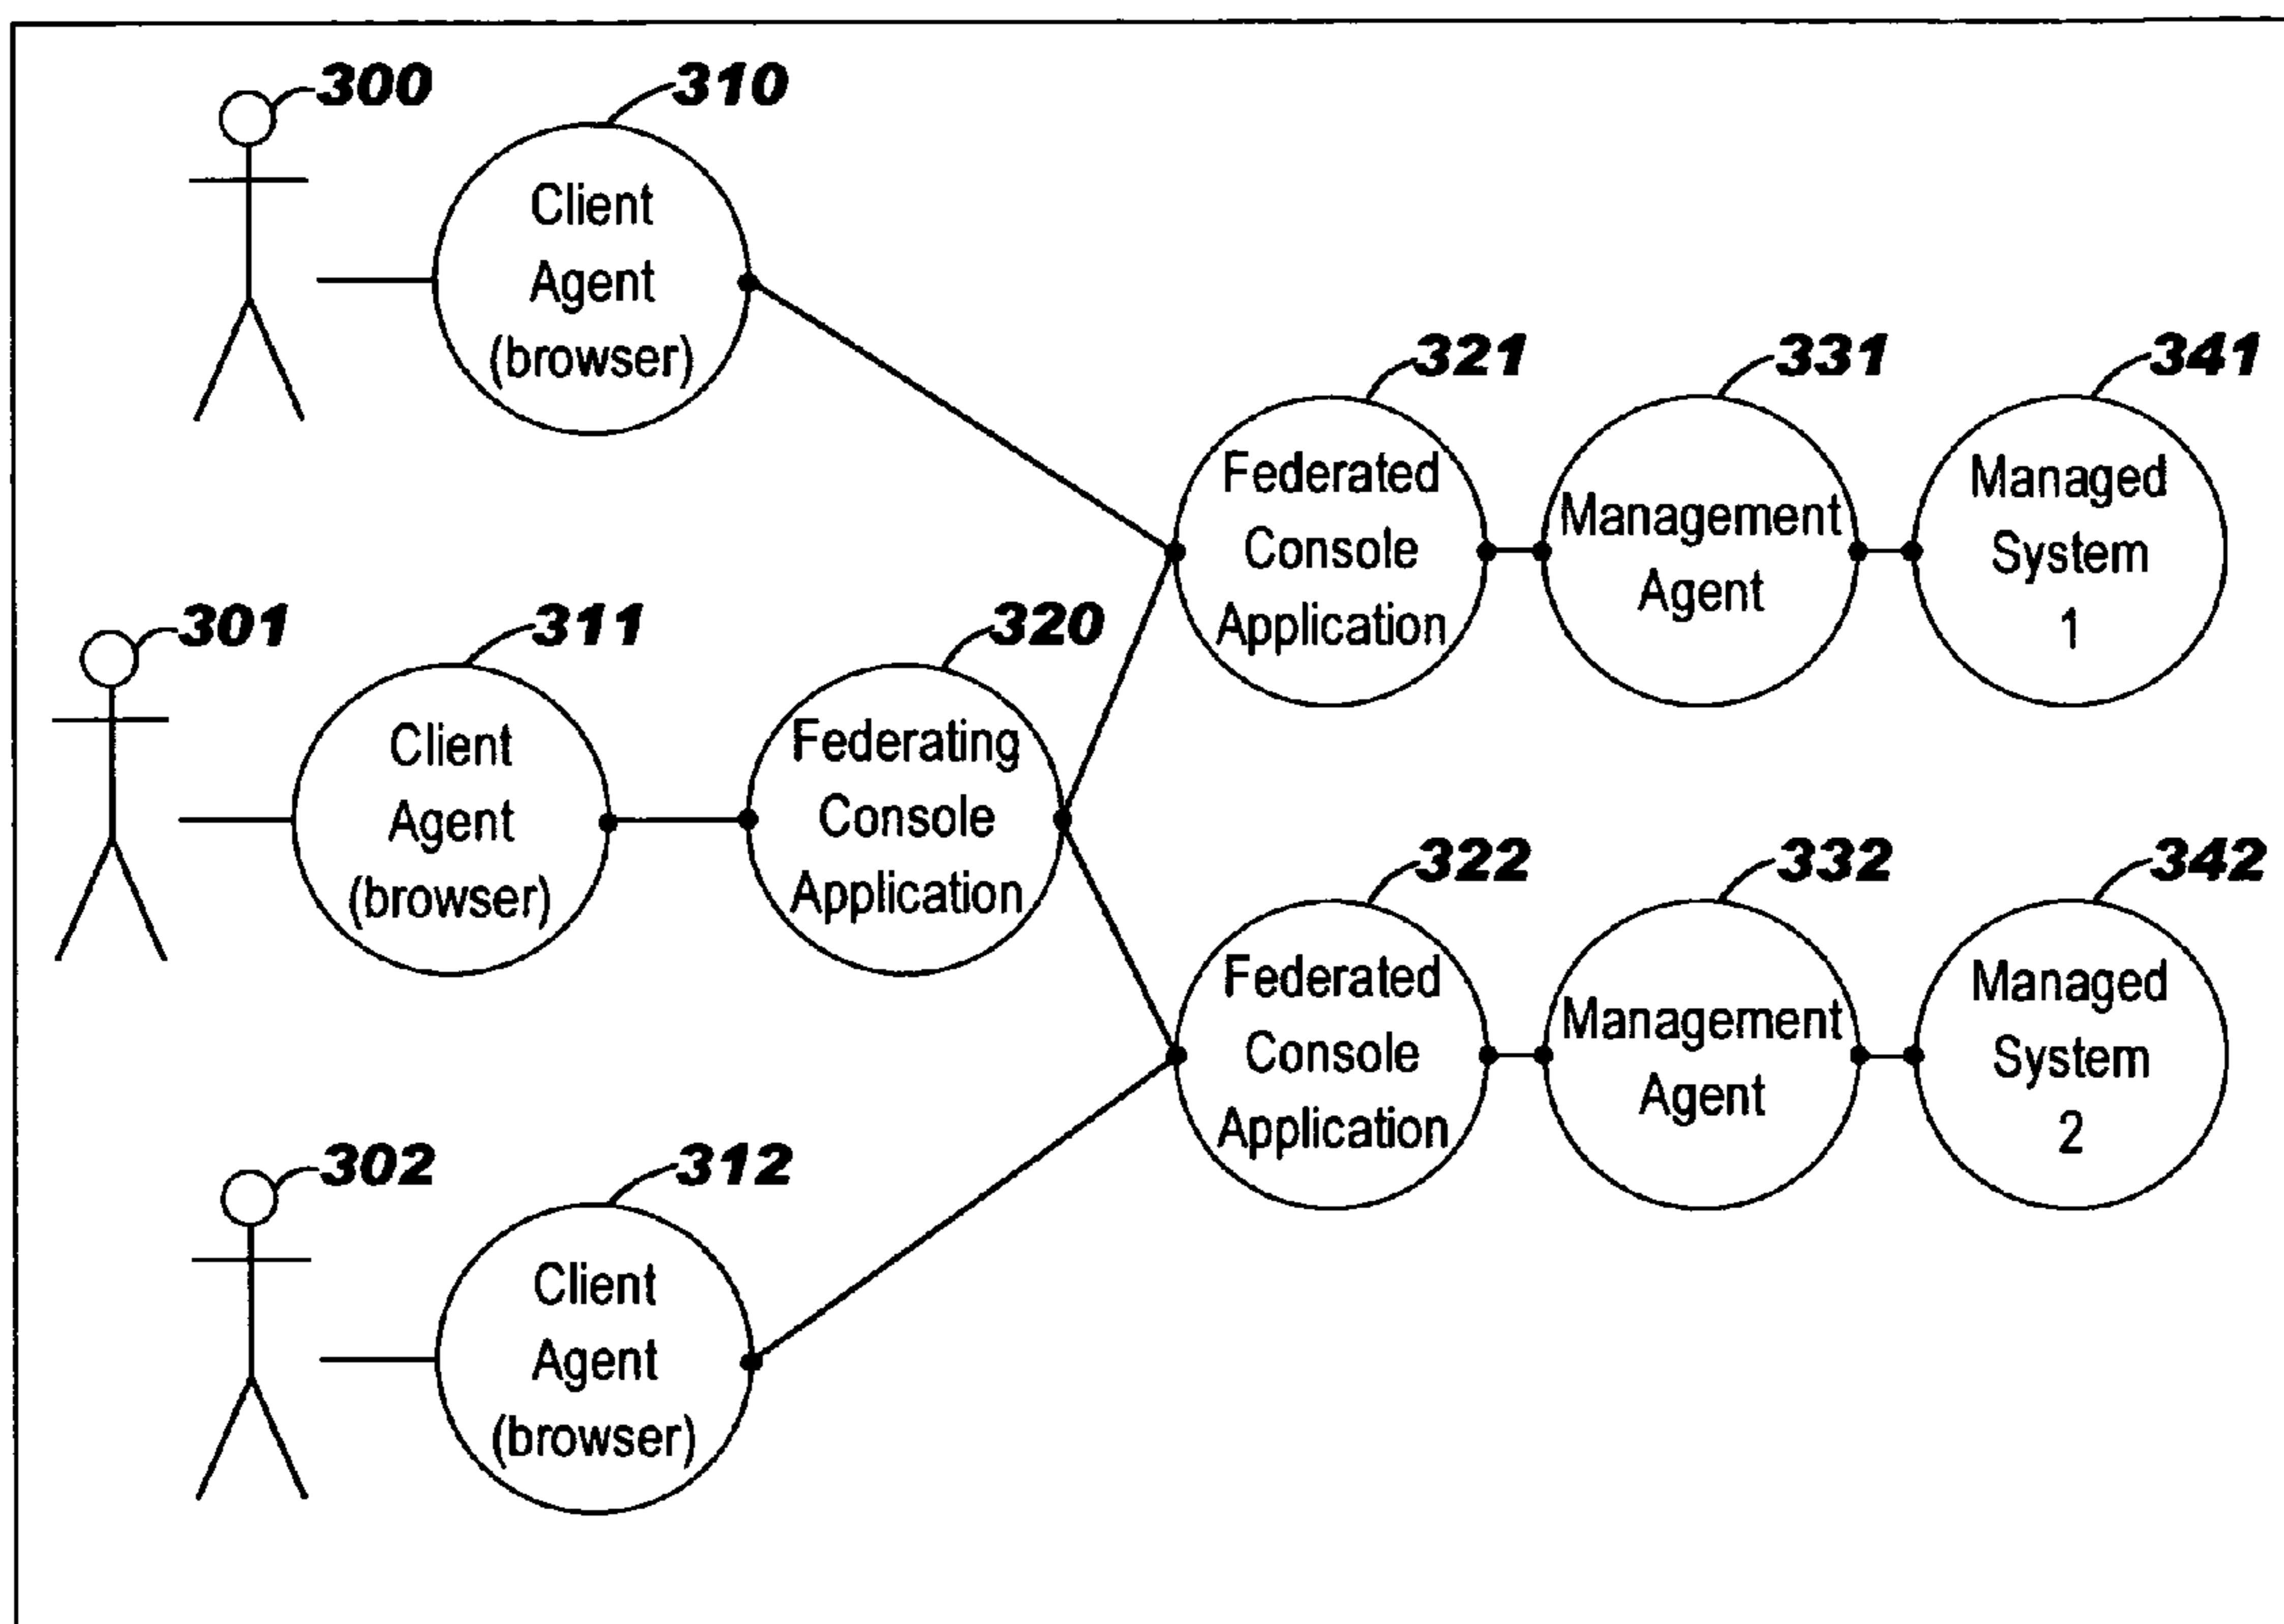 300
310
Client
Agent
(browser)
321
331
341
Federated
Console
Application
Management
Agent
Managed
System
1
301
311
320
Client
Agent
(browser)
Federating
Console
Application
322
332
342
Federated
Console
Application
Management
Agent
Managed
System
2
302
312
Client
Agent
(browser)